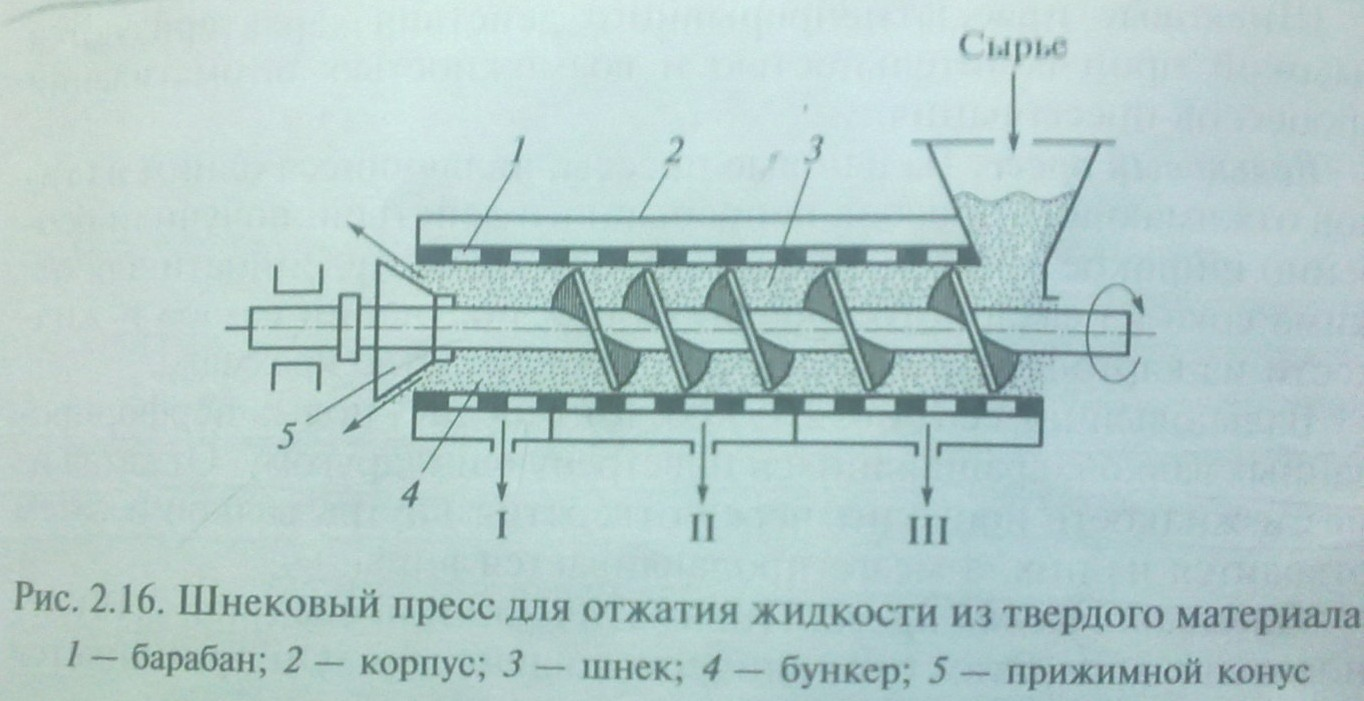 Сырье
1 2 3
5
4
I II III
Рис. 2.16. Шнековый пресс для отжатия жидкости из твердого материала
1 — барабан; 2 — корпус; 3 — шнек; 4 — бункер; 5 — прижимной конус